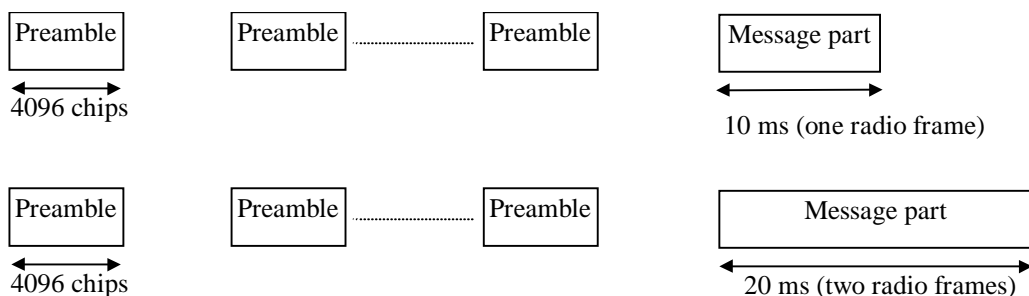 Preamble Preamble Preamble Message part
4096 chips
10 ms (one radio frame)
Preamble Preamble Preamble Message part
4096 chips 20 ms (two radio frames)